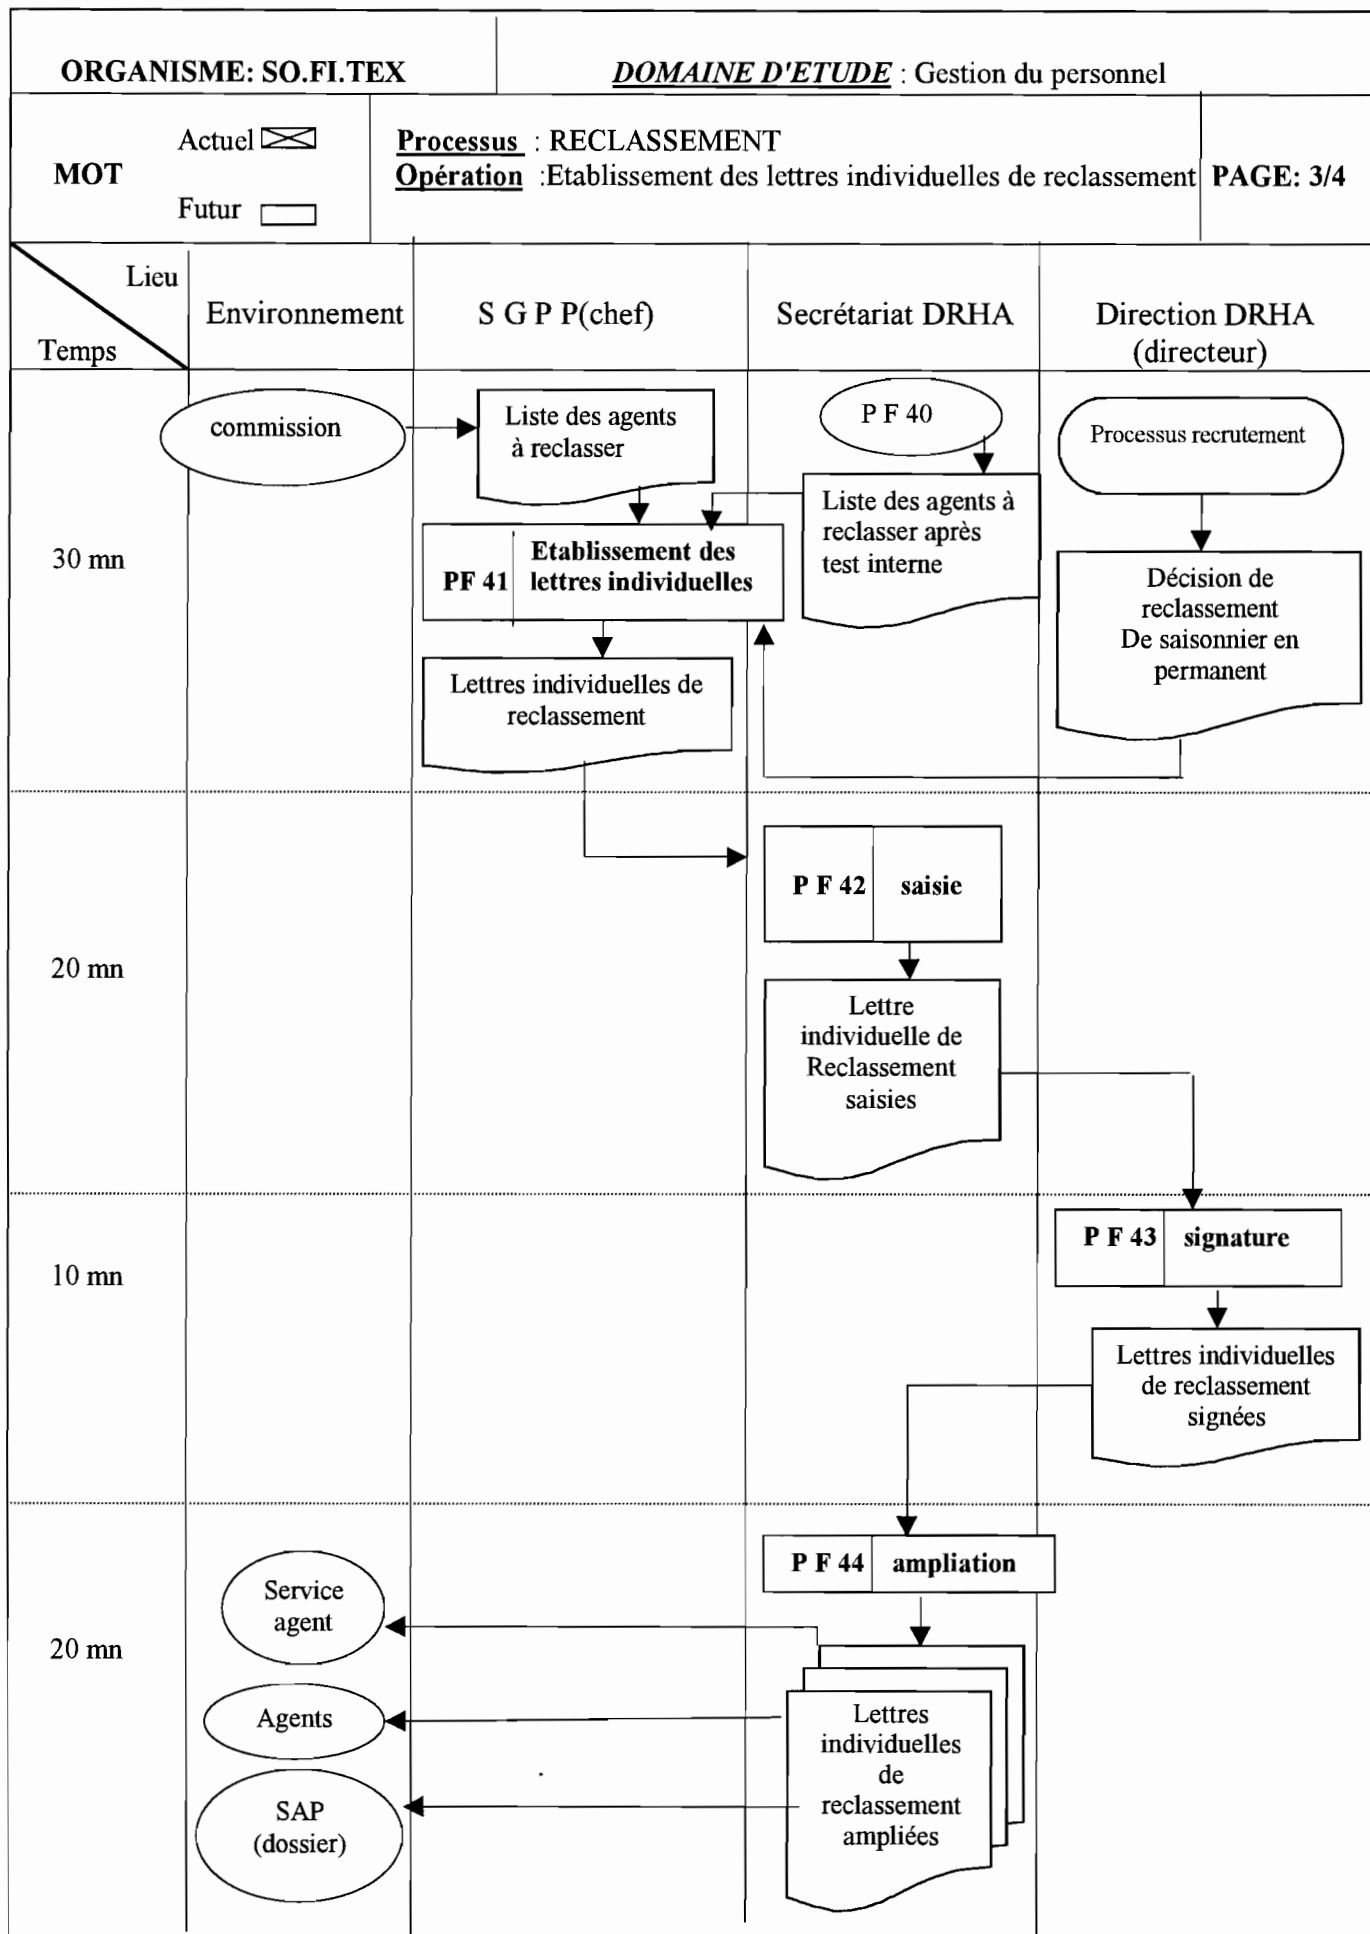 ORGANISME: SO.FI.TEX
DOMAINE D'ETUDE : Gestion du personnel
MOT
Actuel
Futur
Processus : RECLASSEMENT
Opération :Etablissement des lettres individuelles de reclassement
PAGE: 3/4
Lieu
Temps
Environnement
S G P P(chef)
Secrétariat DRHA
Direction DRHA
(directeur)
30 mn
commission
Liste des agents
à reclasser
P F 40
Processus recrutement
Liste des agents à
reclasser après
test interne
PF 41
Etablissement des
lettres individuelles
Décision de
reclassement
De saisonnier en
permanent
Lettres individuelles de
reclassement
20 mn
P F 42
saisie
Lettre
individuelle de
Reclassement
saisies
10 mn
P F 43
signature
Lettres individuelles
de reclassement
signées
20 mn
P F 44
ampliation
Service
agent
Agents
SAP
(dossier)
Lettres
individuelles
de
reclassement
ampliées